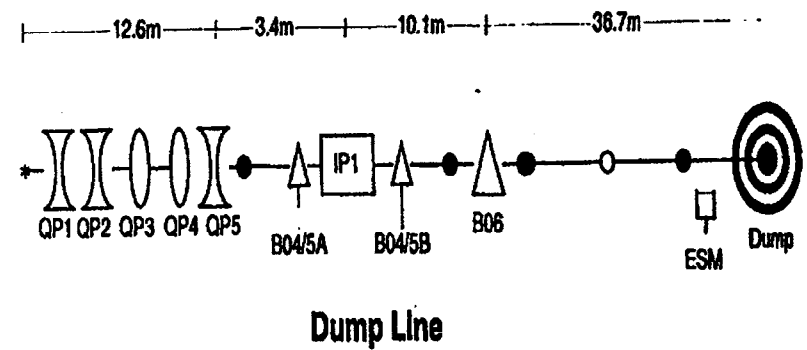 12.6m 3.4m 10.1m 36.7m
IP1
QP1 QP2 QP3 QP4 QP5 B04/5A B04/5B B06 ESM Dump
Dump Line